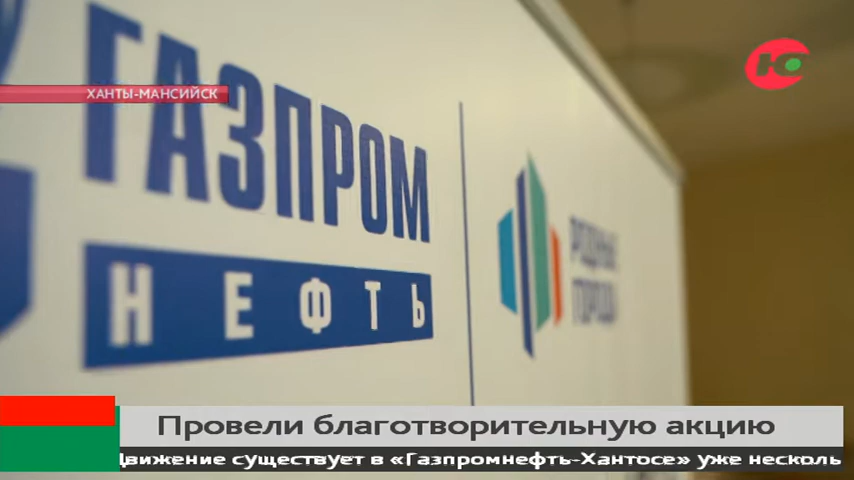 ГАЗПРОМ
НЕФТЬ
РОДНЫЕ
ГОРОДА
Ю
ХАНТЫ-МАНСИЙСК
Провели благотворительную акцию
Движение существует в «Газпромнефть-Хантосе» уже несколь